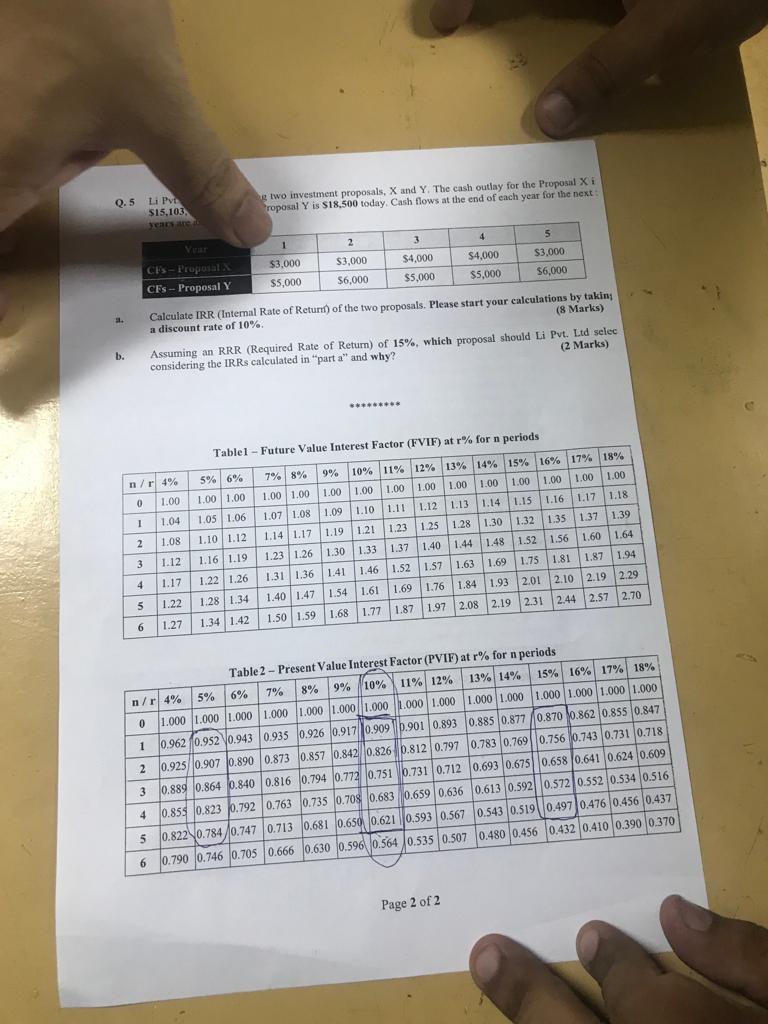 Q. 5 Li Pvt. g two investment proposals, X and Y. The cash outlay for the Proposal X i
$15,103, roposal Y is $18,500 today. Cash flows at the end of each year for the next
years are
Year 1 2 3 4 5
CFs – Proposal X $3,000 $3,000 $4,000 $4,000 $3,000
CFs – Proposal Y $5,000 $6,000 $5,000 $5,000 $6,000
a. Calculate IRR (Internal Rate of Return) of the two proposals. Please start your calculations by taking
a discount rate of 10%. (8 Marks)
b. Assuming an RRR (Required Rate of Return) of 15%, which proposal should Li Pvt. Ltd selec
considering the IRRs calculated in "part a" and why? (2 Marks)
*********
Table1 – Future Value Interest Factor (FVIF) at r% for n periods
n / r 4% 5% 6% 7% 8% 9% 10% 11% 12% 13% 14% 15% 16% 17% 18%
0 1.00 1.00 1.00 1.00 1.00 1.00 1.00 1.00 1.00 1.00 1.00 1.00 1.00 1.00 1.00
1 1.04 1.05 1.06 1.07 1.08 1.09 1.10 1.11 1.12 1.13 1.14 1.15 1.16 1.17 1.18
2 1.08 1.10 1.12 1.14 1.17 1.19 1.21 1.23 1.25 1.28 1.30 1.32 1.35 1.37 1.39
3 1.12 1.16 1.19 1.23 1.26 1.30 1.33 1.37 1.40 1.44 1.48 1.52 1.56 1.60 1.64
4 1.17 1.22 1.26 1.31 1.36 1.41 1.46 1.52 1.57 1.63 1.69 1.75 1.81 1.87 1.94
5 1.22 1.28 1.34 1.40 1.47 1.54 1.61 1.69 1.76 1.84 1.93 2.01 2.10 2.19 2.29
6 1.27 1.34 1.42 1.50 1.59 1.68 1.77 1.87 1.97 2.08 2.19 2.31 2.44 2.57 2.70
Table 2 – Present Value Interest Factor (PVIF) at r% for n periods
n / r 4% 5% 6% 7% 8% 9% 10% 11% 12% 13% 14% 15% 16% 17% 18%
0 1.000 1.000 1.000 1.000 1.000 1.000 1.000 1.000 1.000 1.000 1.000 1.000 1.000 1.000 1.000
1 0.962 0.952 0.943 0.935 0.926 0.917 0.909 0.901 0.893 0.885 0.877 0.870 0.862 0.855 0.847
2 0.925 0.907 0.890 0.873 0.857 0.842 0.826 0.812 0.797 0.783 0.769 0.756 0.743 0.731 0.718
3 0.889 0.864 0.840 0.816 0.794 0.772 0.751 0.731 0.712 0.693 0.675 0.658 0.641 0.624 0.609
4 0.855 0.823 0.792 0.763 0.735 0.708 0.683 0.659 0.636 0.613 0.592 0.572 0.552 0.534 0.516
5 0.822 0.784 0.747 0.713 0.681 0.650 0.621 0.593 0.567 0.543 0.519 0.497 0.476 0.456 0.437
6 0.790 0.746 0.705 0.666 0.630 0.596 0.564 0.535 0.507 0.480 0.456 0.432 0.410 0.390 0.370
Page 2 of 2